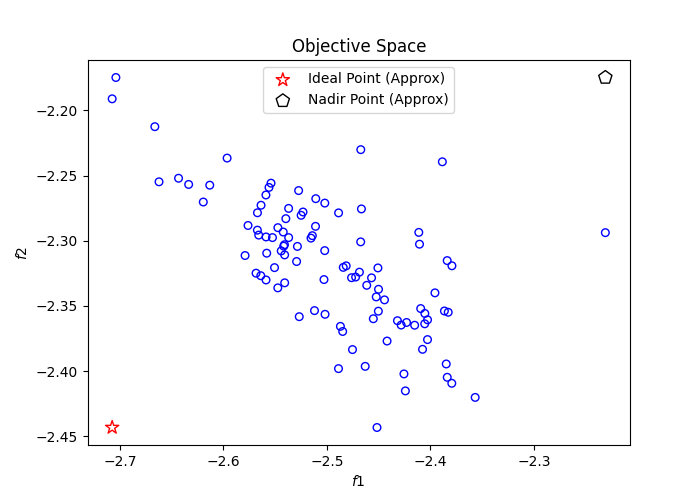 Objective Space
Ideal Point (Approx)
Nadir Point (Approx)
−2.20
−2.25
−2.30
−2.35
−2.40
−2.45
f2
−2.7 −2.6 −2.5 −2.4 −2.3
f1